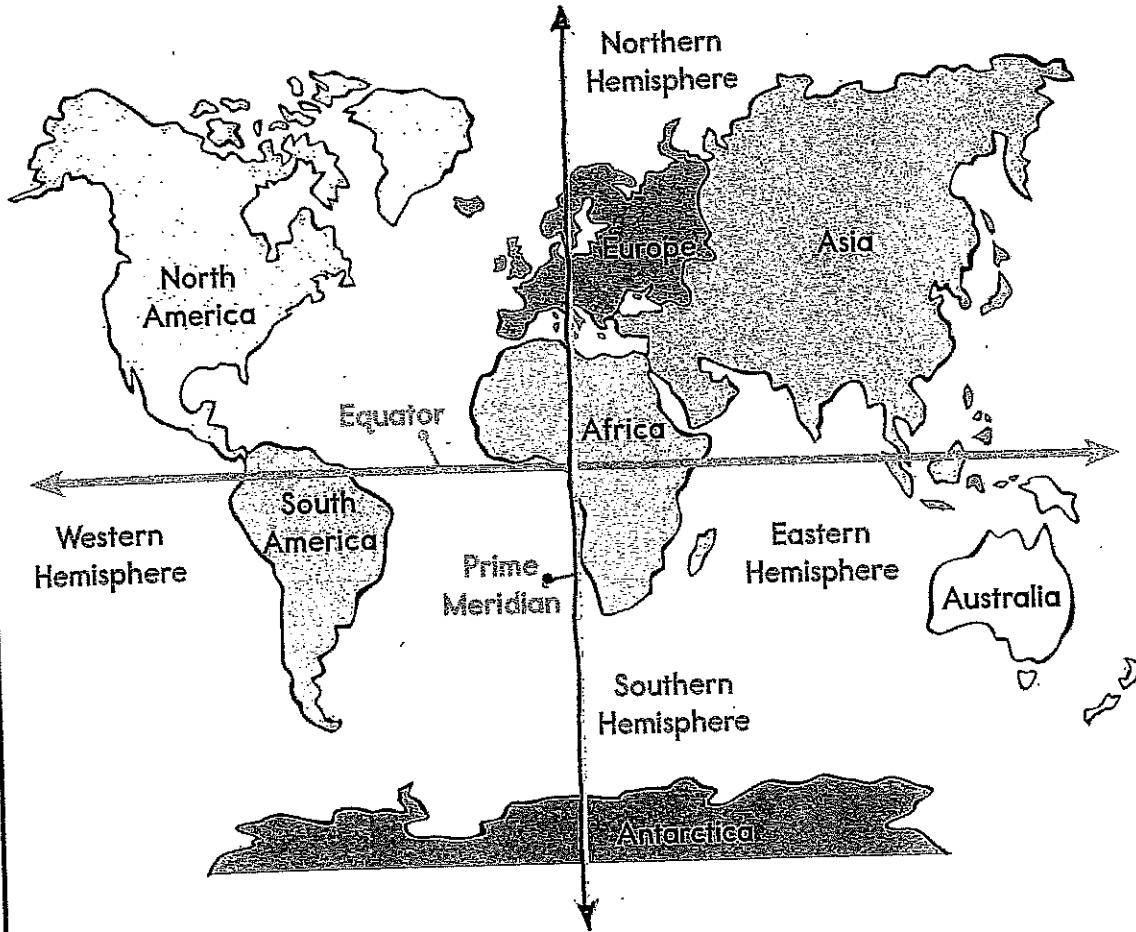 Northern
Hemisphere
Europe
Asia
North
America
Equator
Africa
South
America
Western
Hemisphere
Prime
Meridian
Eastern
Hemisphere
Australia
Southern
Hemisphere
Antarctica